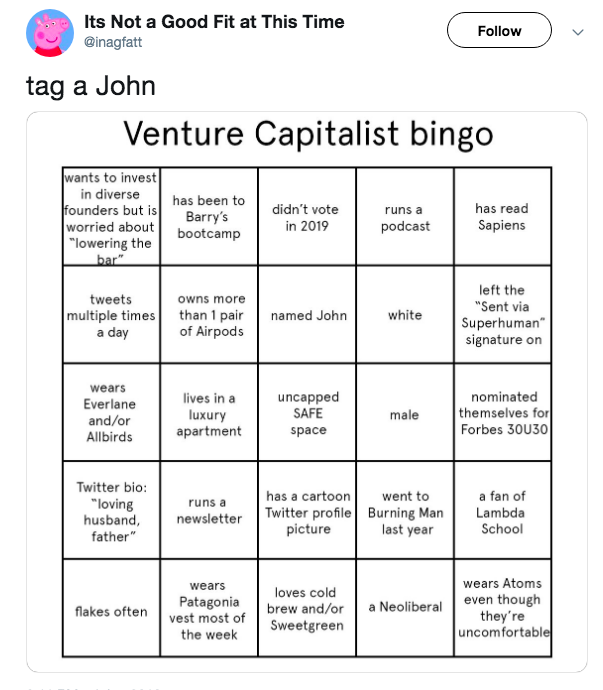 Its Not a Good Fit at This Time
@inagfatt
Follow
tag a John
Venture Capitalist bingo
wants to invest
in diverse
founders but is
worried about
"lowering the
bar"
has been to
Barry's
bootcamp
didn't vote
in 2019
runs a
podcast
has read
Sapiens
tweets
multiple times
a day
owns more
than 1 pair
of Airpods
named John
white
left the
"Sent via
Superhuman"
signature on
wears
Everlane
and/or
Allbirds
lives in a
luxury
apartment
uncapped
SAFE
space
male
nominated
themselves for
Forbes 30U30
Twitter bio:
"loving
husband,
father"
runs a
newsletter
has a cartoon
Twitter profile
picture
went to
Burning Man
last year
a fan of
Lambda
School
flakes often
wears
Patagonia
vest most of
the week
loves cold
brew and/or
Sweetgreen
a Neoliberal
wears Atoms
even though
they're
uncomfortable